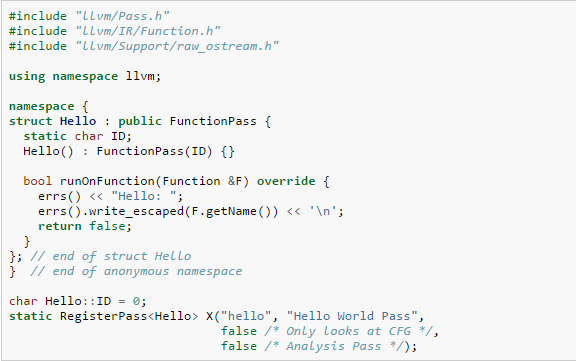 #include "llvm/Pass.h"
#include "llvm/IR/Function.h"
#include "llvm/Support/raw_ostream.h"

using namespace llvm;

namespace {
struct Hello : public FunctionPass {
  static char ID;
  Hello() : FunctionPass(ID) {}

  bool runOnFunction(Function &F) override {
    errs() << "Hello: ";
    errs().write_escaped(F.getName()) << '\n';
    return false;
  }
}; // end of struct Hello
}  // end of anonymous namespace

char Hello::ID = 0;
static RegisterPass<Hello> X("hello", "Hello World Pass",
                             false /* Only looks at CFG */,
                             false /* Analysis Pass */);